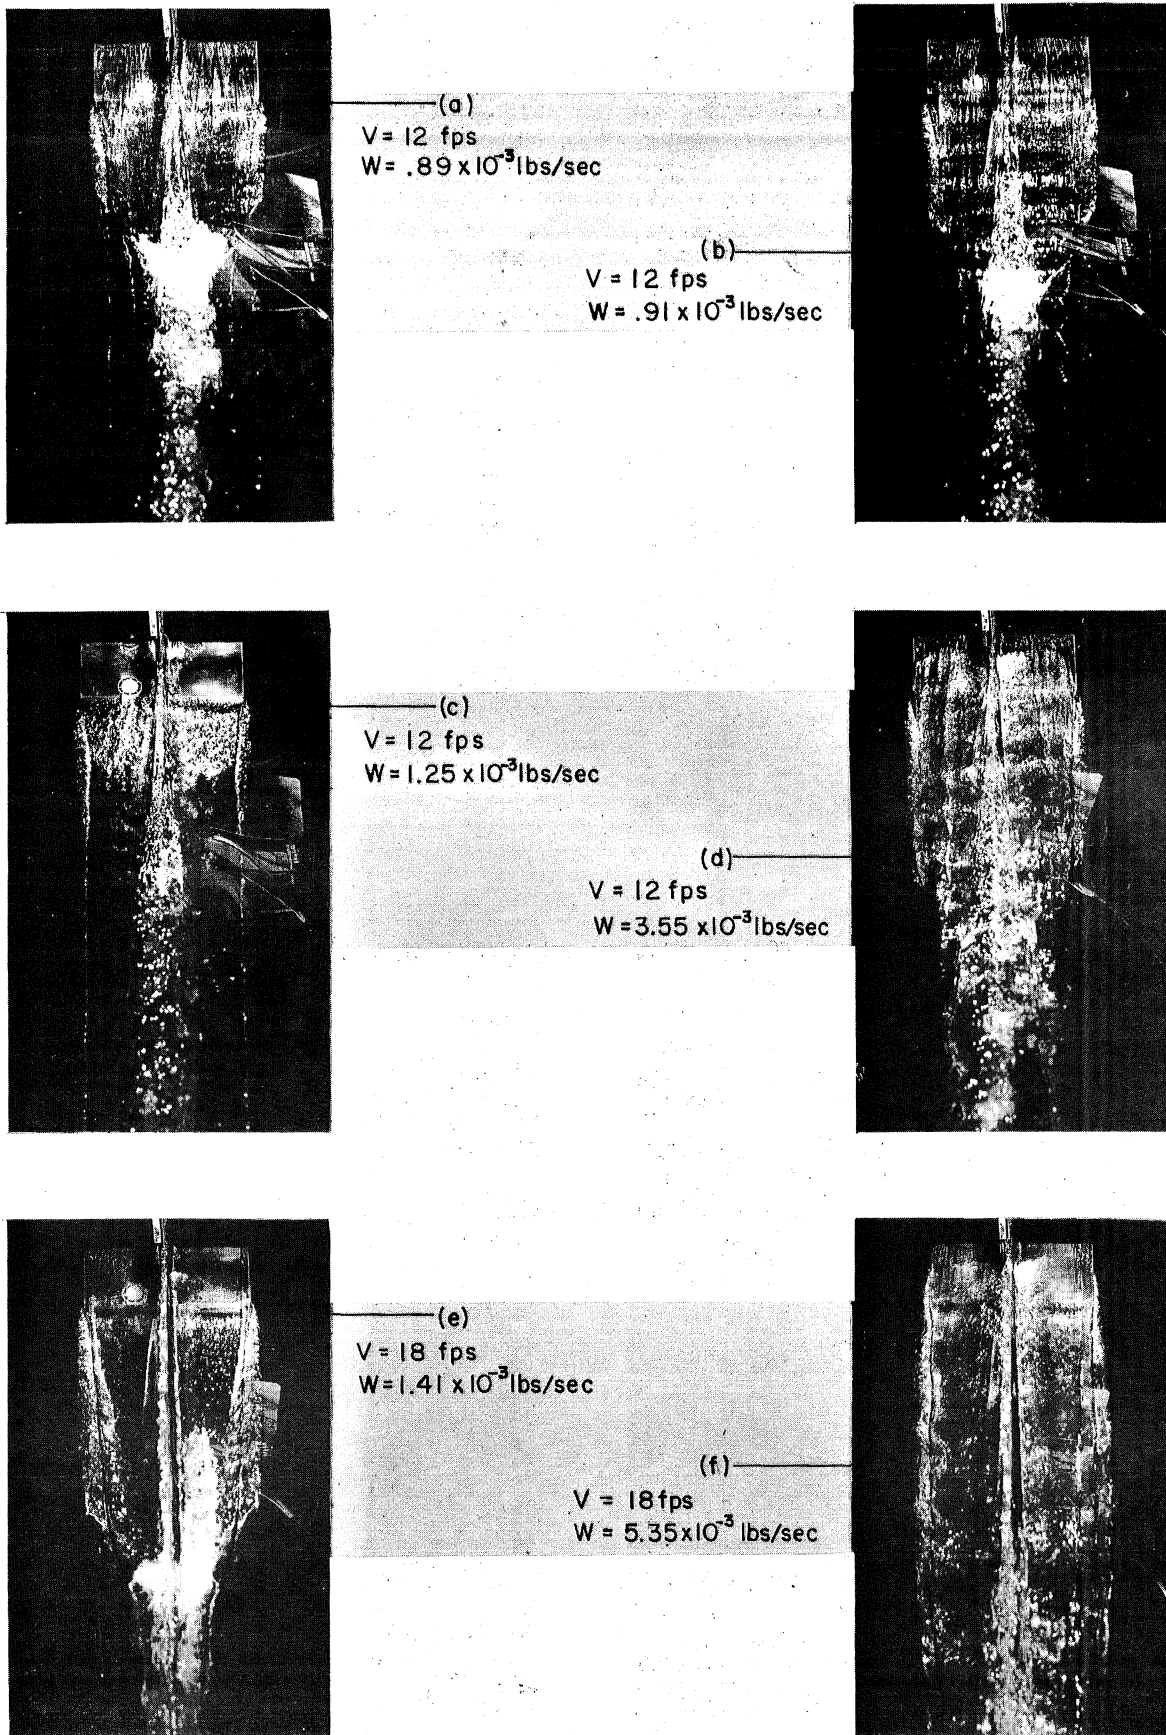 (a)
V = 12 fps
W = .89 x 10⁻³ lbs/sec
(b)
V = 12 fps
W = .91 x 10⁻³ lbs/sec
(c)
V = 12 fps
W = 1.25 x 10⁻³ lbs/sec
(d)
V = 12 fps
W = 3.55 x 10⁻³ lbs/sec
(e)
V = 18 fps
W = 1.41 x 10⁻³ lbs/sec
(f)
V = 18 fps
W = 5.35 x 10⁻³ lbs/sec